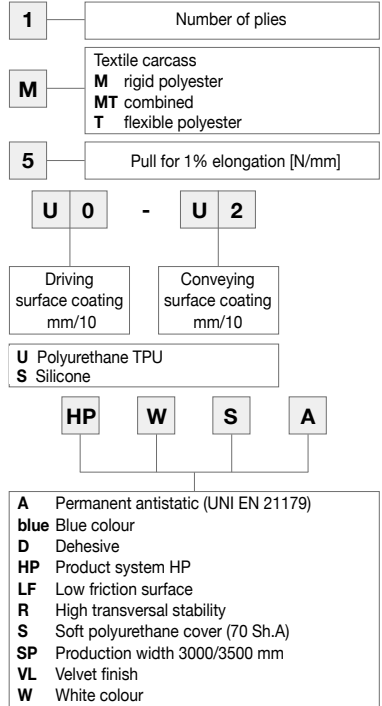 1 Number of plies
Textile carcass
M
M rigid polyester
MT combined
T flexible polyester
5 Pull for 1% elongation [N/mm]
U 0 - U 2
Driving
surface coating
mm/10
Conveying
surface coating
mm/10
U Polyurethane TPU
S Silicone
HP W S A
A Permanent antistatic (UNI EN 21179)
blue Blue colour
D Dehesive
HP Product system HP
LF Low friction surface
R High transversal stability
S Soft polyurethane cover (70 Sh.A)
SP Production width 3000/3500 mm
VL Velvet finish
W White colour